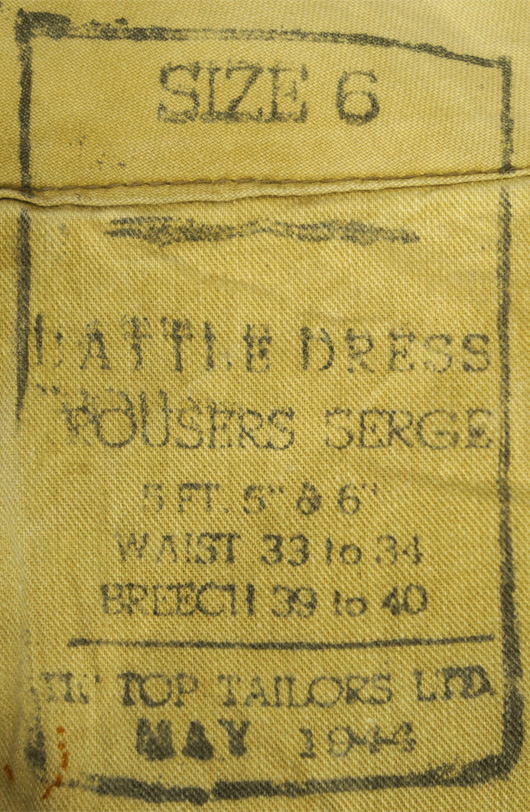 SIZE 6
BATTLE DRESS
TROUSERS SERGE
5 FT. 5" & 6"
WAIST 33 to 34
BREECH 39 to 40
TIP TOP TAILORS LTD.
MAY 1944